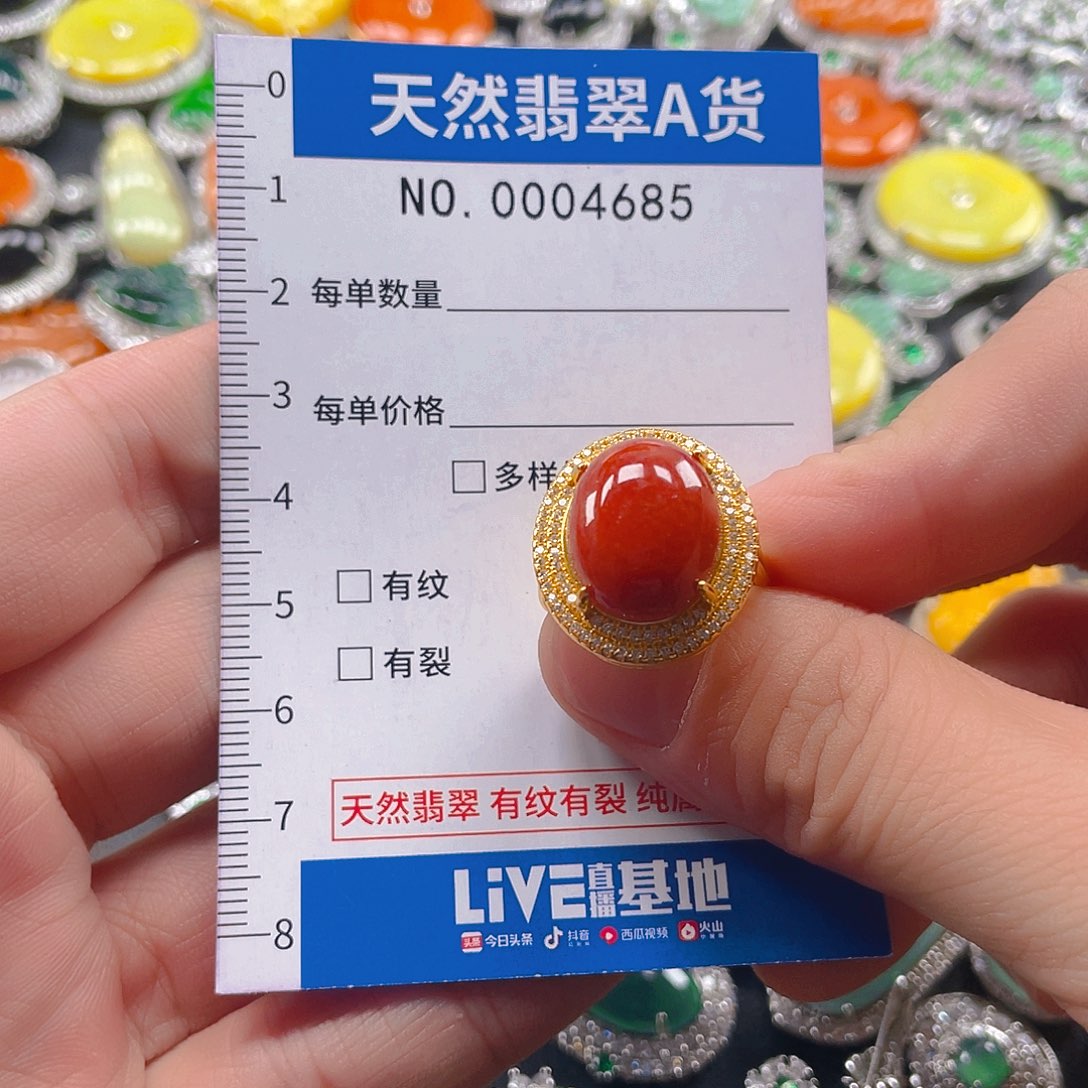 天然翡翠A货
0
NO. 0004685
1
2 每单数量
3 每单价格
4 □多样
5 □有纹
□有裂
6
7 天然翡翠 有纹有裂 纯属
LiVE直播基地
8 头条 今日头条 抖音 西瓜视频 火山